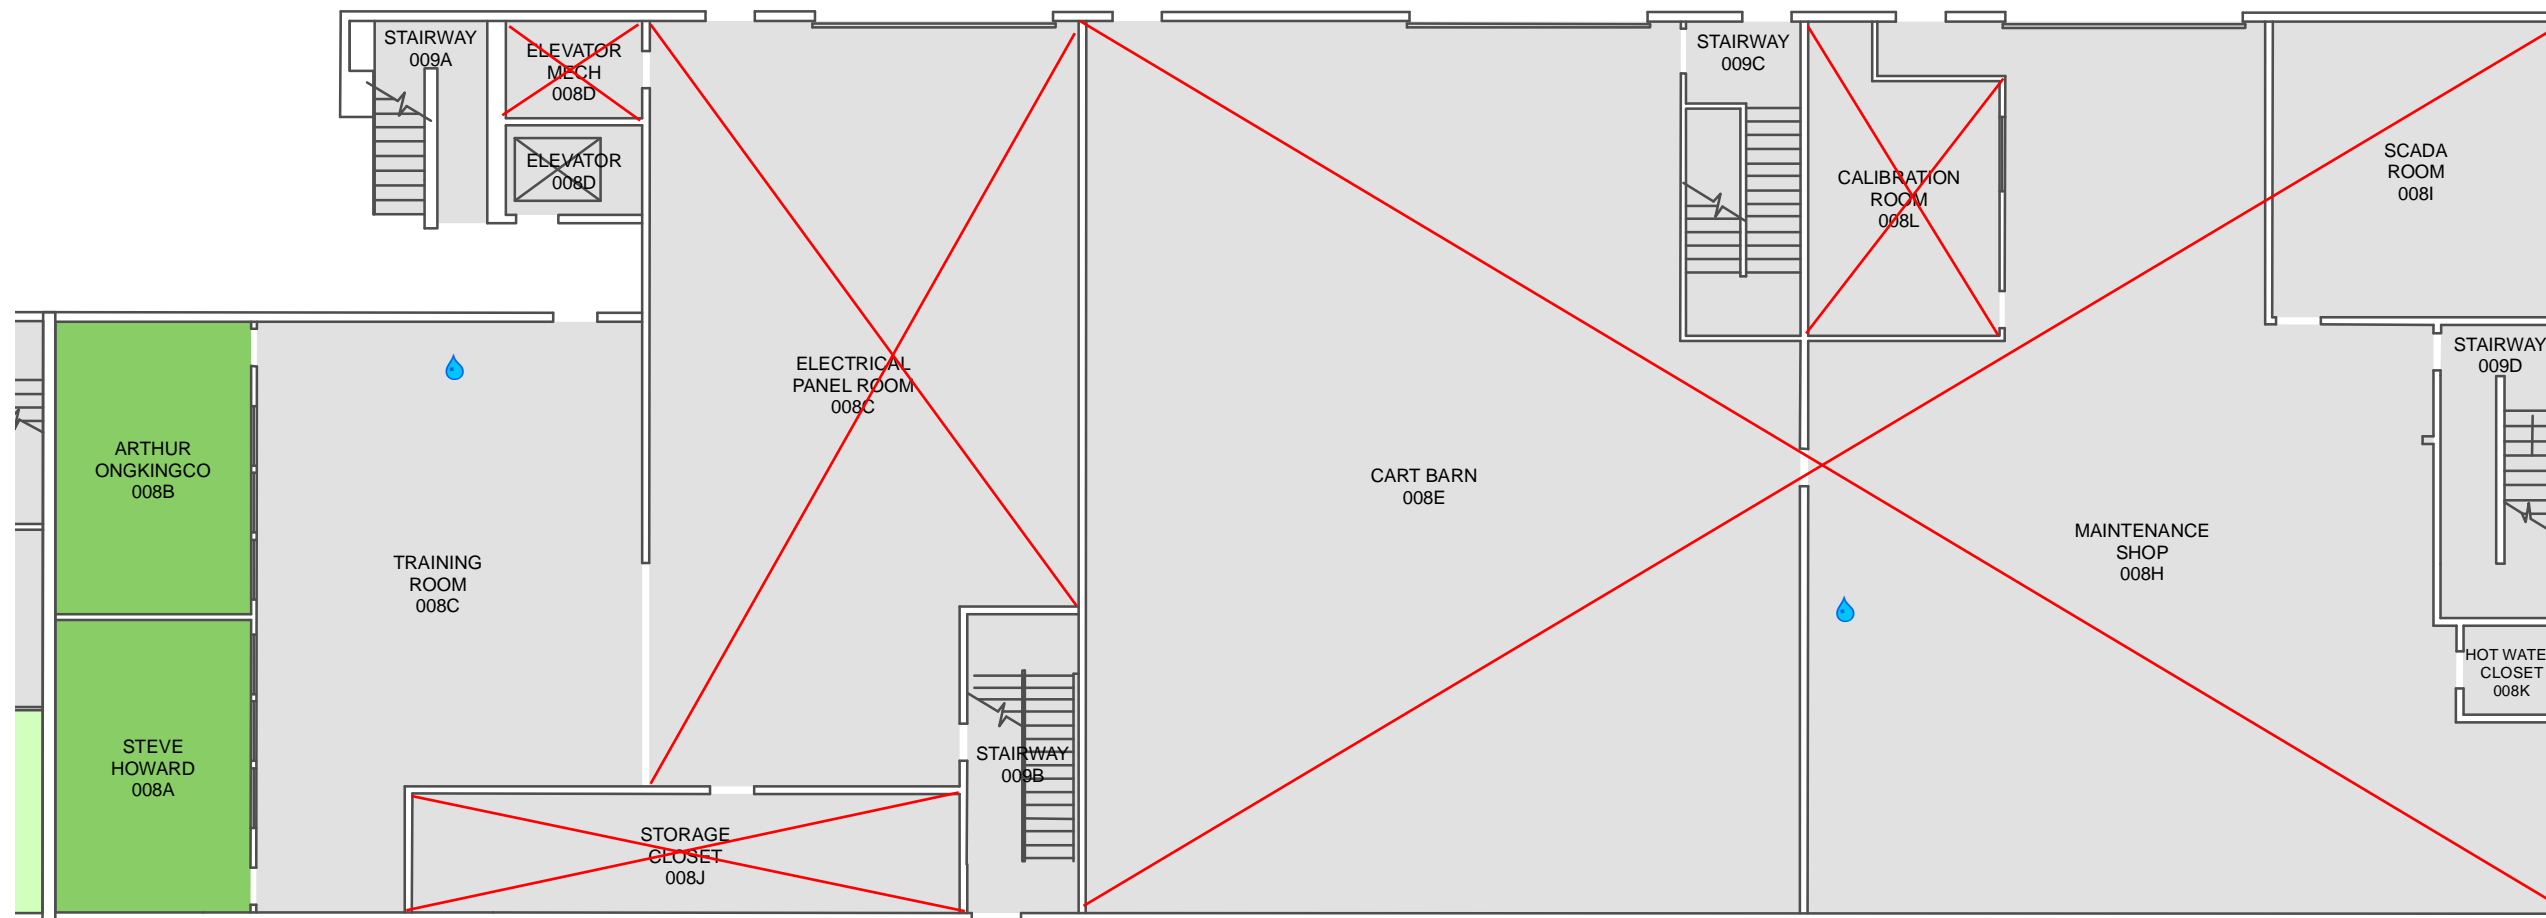 STAIRWAY
009A
ELEVATOR
MECH
008D
ELEVATOR
008D
STAIRWAY
009C
CALIBRATION
ROOM
008L
SCADA
ROOM
008I
STAIRWAY
009D
ELECTRICAL
PANEL ROOM
008C
ARTHUR
ONGKINGCO
008B
TRAINING
ROOM
008C
CART BARN
008E
MAINTENANCE
SHOP
008H
HOT WATE
CLOSET
008K
STEVE
HOWARD
008A
STAIRWAY
009B
STORAGE
CLOSET
008J